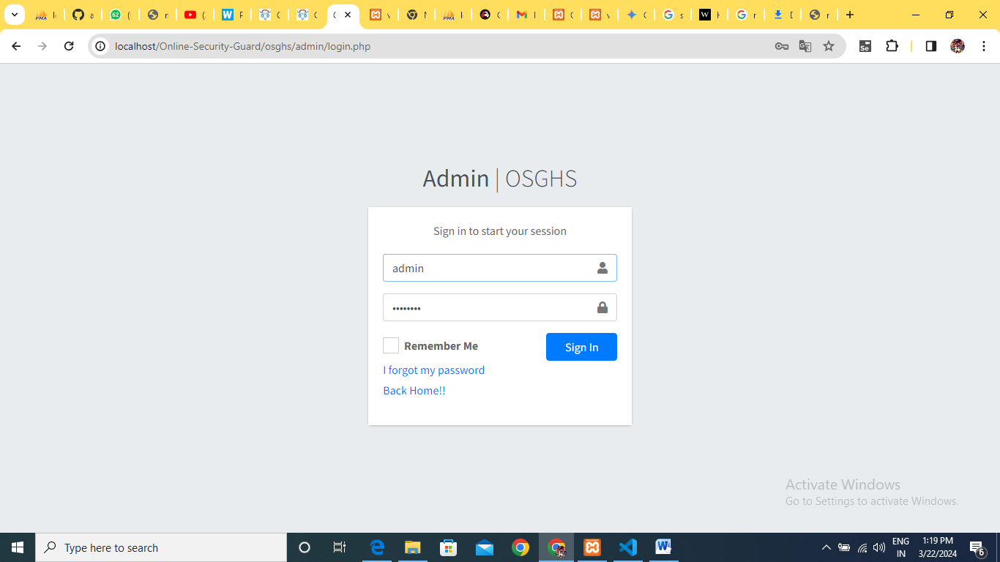 localhost/Online-Security-Guard/osghs/admin/login.php
Admin | OSGHS
Sign in to start your session
admin
••••••••
Remember Me
Sign In
I forgot my password
Back Home!!
Activate Windows
Go to Settings to activate Windows.
Type here to search
ENG
IN
1:19 PM
3/22/2024
6